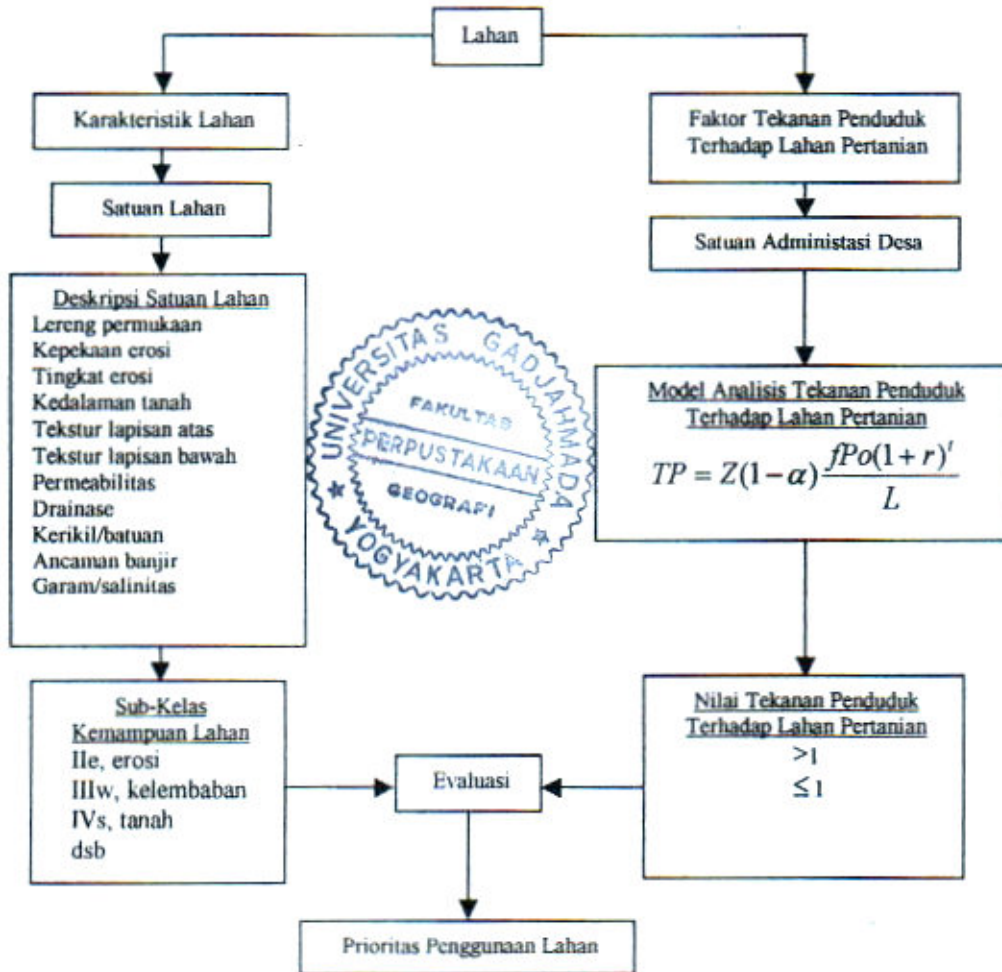 Lahan
Karakteristik Lahan
Satuan Lahan
Deskripsi Satuan Lahan
Lereng permukaan
Kepekaan erosi
Tingkat erosi
Kedalaman tanah
Tekstur lapisan atas
Tekstur lapisan bawah
Permeabilitas
Drainase
Kerikil/batuan
Ancaman banjir
Garam/salinitas
Sub-Kelas
Kemampuan Lahan
IIe, erosi
IIIw, kelembaban
IVs, tanah
dsb
Faktor Tekanan Penduduk
Terhadap Lahan Pertanian
Satuan Administasi Desa
Model Analisis Tekanan Penduduk
Terhadap Lahan Pertanian
TP = Z(1 − α) fPo(1 + r)^t / L
Nilai Tekanan Penduduk
Terhadap Lahan Pertanian
>1
≤ 1
Evaluasi
Prioritas Penggunaan Lahan
UNIVERSITAS GADJAHMADA
FAKULTAS
PERPUSTAKAAN
GEOGRAFI
YOGYAKARTA